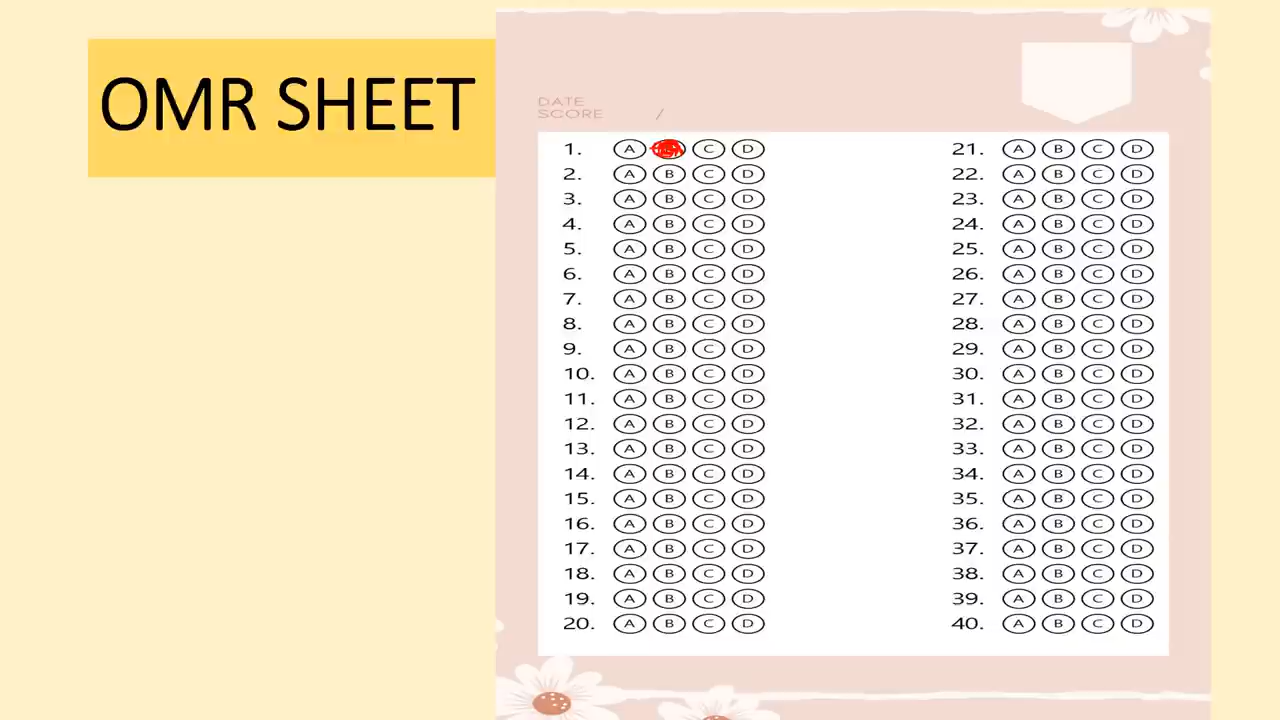 OMR SHEET
DATE
SCORE /
1. A C D
2. A B C D
3. A B C D
4. A B C D
5. A B C D
6. A B C D
7. A B C D
8. A B C D
9. A B C D
10. A B C D
11. A B C D
12. A B C D
13. A B C D
14. A B C D
15. A B C D
16. A B C D
17. A B C D
18. A B C D
19. A B C D
20. A B C D
21. A B C D
22. A B C D
23. A B C D
24. A B C D
25. A B C D
26. A B C D
27. A B C D
28. A B C D
29. A B C D
30. A B C D
31. A B C D
32. A B C D
33. A B C D
34. A B C D
35. A B C D
36. A B C D
37. A B C D
38. A B C D
39. A B C D
40. A B C D